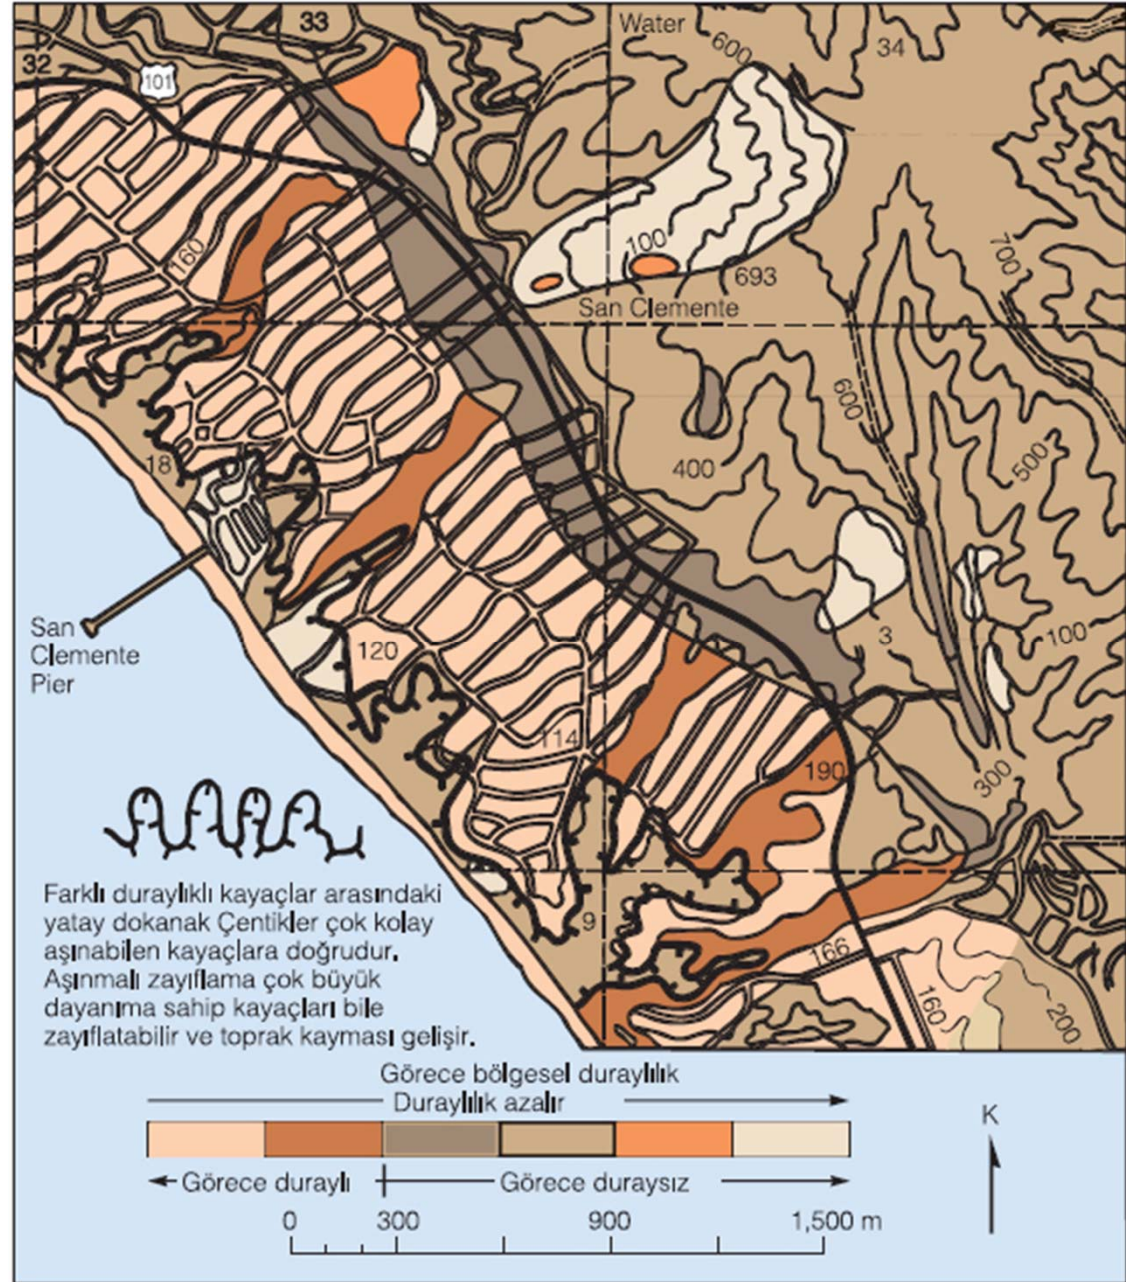 33
Water
32
600
34
101
160
100
700
693
San Clemente
600
400
500
18
San
Clemente
Pier
120
3
100
114
190
300
9
166
160
200
Farklı duraylıklı kayaçlar arasındaki
yatay dokanak Çentikler çok kolay
aşınabilen kayaçlara doğrudur.
Aşınmalı zayıflama çok büyük
dayanıma sahip kayaçları bile
zayıflatabilir ve toprak kayması gelişir.
Görece bölgesel duraylılık
Duraylılık azalır
K
Görece duraylı
Görece duraysız
0 300 900 1,500 m